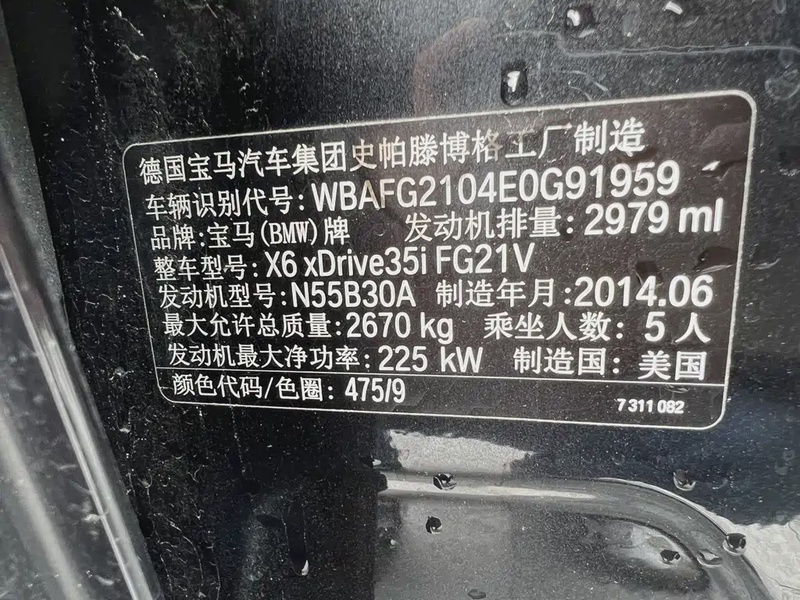 德国宝马汽车集团史帕滕博格工厂制造
车辆识别代号: WBAFG2104E0G91959
品牌:宝马(BMW)牌 发动机排量: 2979 ml
整车型号: X6 xDrive35i FG21V
发动机型号: N55B30A 制造年月: 2014.06
最大允许总质量: 2670 kg 乘坐人数: 5 人
发动机最大净功率: 225 kW 制造国: 美国
颜色代码/色圈: 475/9
7 311 082